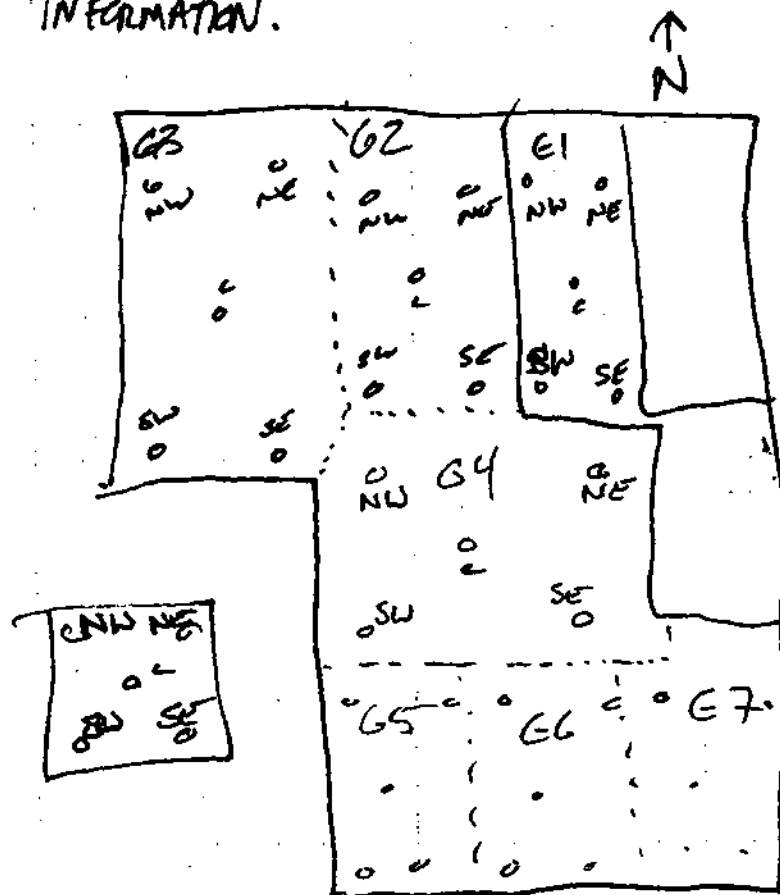 INFORMATION.
N
G3 G2 E1
NW NE NW NE NW NE
C C C
SW SE SW SE SW SE
G4
NW NE
C
SW SE
NW NE
C
SW SE
G5 E6 E7